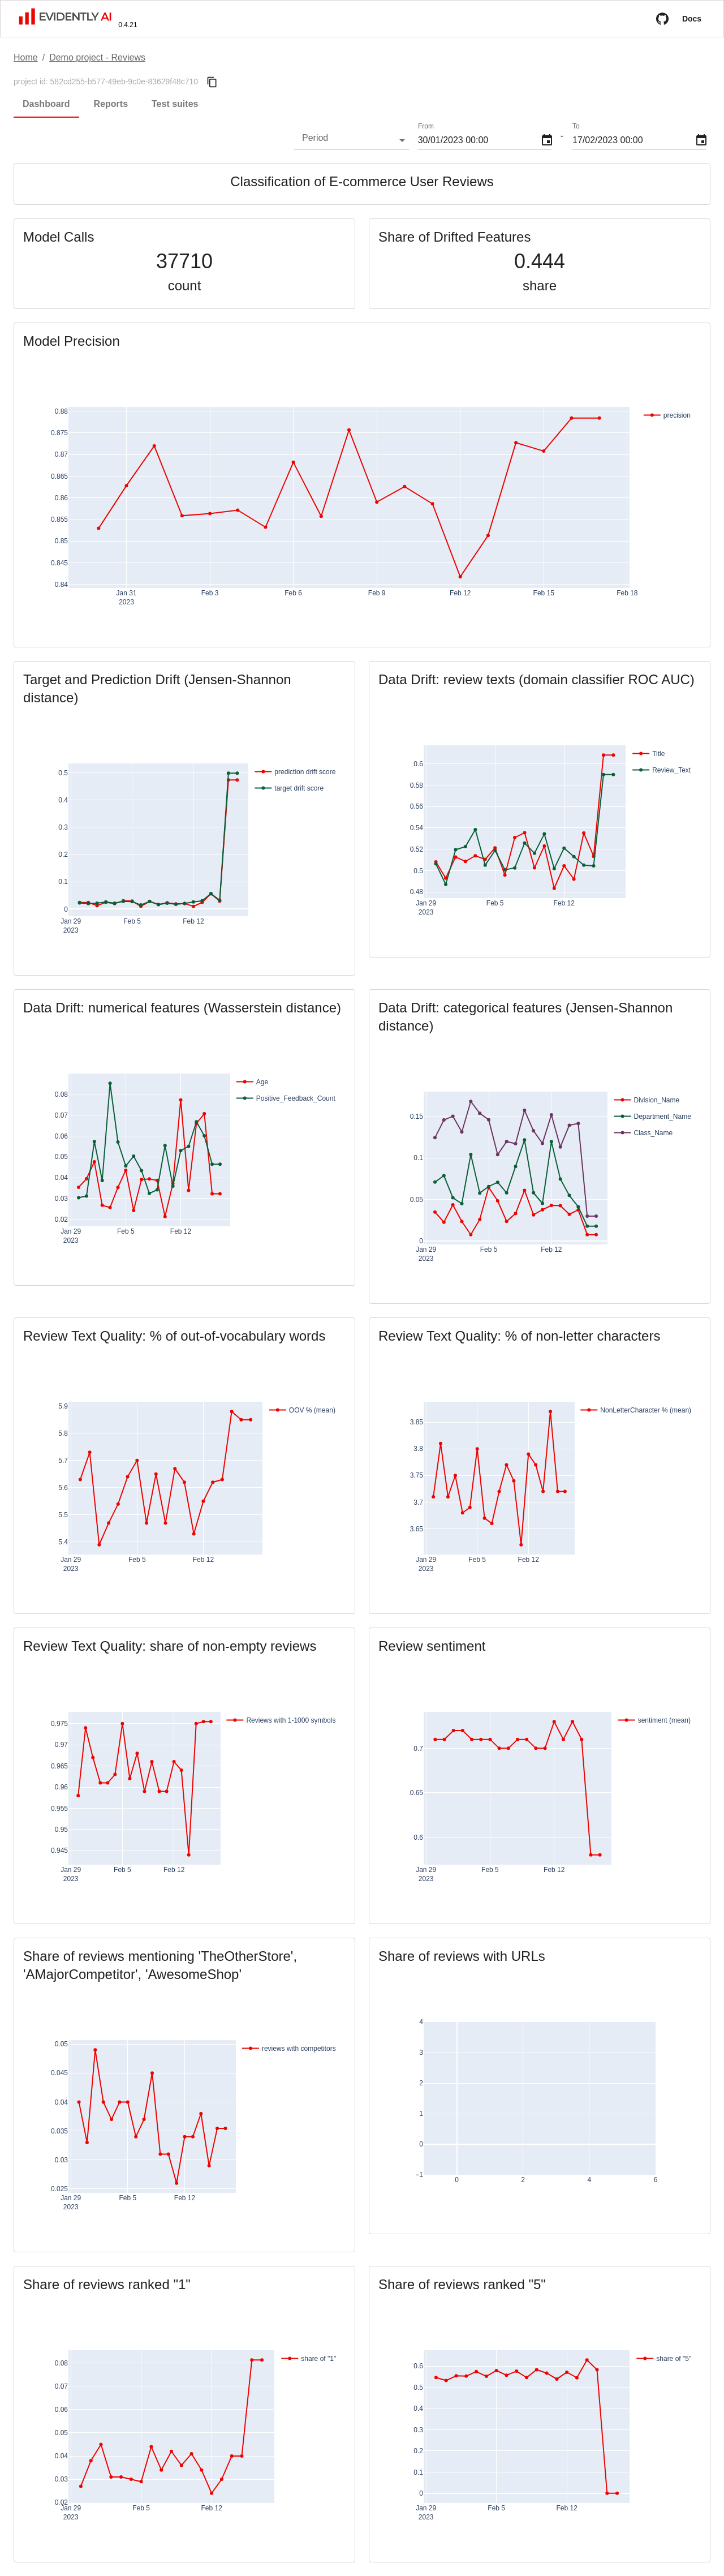 EVIDENTLY AI 0.4.21 Docs
Home / Demo project - Reviews
project id: 582cd255-b577-49eb-9c0e-83629f48c710
Dashboard Reports Test suites
Period
From
30/01/2023 00:00
-
To
17/02/2023 00:00
Classification of E-commerce User Reviews
Model Calls
37710
count
Share of Drifted Features
0.444
share
Model Precision
0.88
0.875
0.87
0.865
0.86
0.855
0.85
0.845
0.84
Jan 31
2023
Feb 3
Feb 6
Feb 9
Feb 12
Feb 15
Feb 18
precision
Target and Prediction Drift (Jensen-Shannon
distance)
0.5
0.4
0.3
0.2
0.1
0
Jan 29
2023
Feb 5
Feb 12
prediction drift score
target drift score
Data Drift: review texts (domain classifier ROC AUC)
0.6
0.58
0.56
0.54
0.52
0.5
0.48
Jan 29
2023
Feb 5
Feb 12
Title
Review_Text
Data Drift: numerical features (Wasserstein distance)
0.08
0.07
0.06
0.05
0.04
0.03
0.02
Jan 29
2023
Feb 5
Feb 12
Age
Positive_Feedback_Count
Data Drift: categorical features (Jensen-Shannon
distance)
0.15
0.1
0.05
0
Jan 29
2023
Feb 5
Feb 12
Division_Name
Department_Name
Class_Name
Review Text Quality: % of out-of-vocabulary words
5.9
5.8
5.7
5.6
5.5
5.4
Jan 29
2023
Feb 5
Feb 12
OOV % (mean)
Review Text Quality: % of non-letter characters
3.85
3.8
3.75
3.7
3.65
Jan 29
2023
Feb 5
Feb 12
NonLetterCharacter % (mean)
Review Text Quality: share of non-empty reviews
0.975
0.97
0.965
0.96
0.955
0.95
0.945
Jan 29
2023
Feb 5
Feb 12
Reviews with 1-1000 symbols
Review sentiment
0.7
0.65
0.6
Jan 29
2023
Feb 5
Feb 12
sentiment (mean)
Share of reviews mentioning 'TheOtherStore',
'AMajorCompetitor', 'AwesomeShop'
0.05
0.045
0.04
0.035
0.03
0.025
Jan 29
2023
Feb 5
Feb 12
reviews with competitors
Share of reviews with URLs
4
3
2
1
0
−1
0
2
4
6
Share of reviews ranked "1"
0.08
0.07
0.06
0.05
0.04
0.03
0.02
Jan 29
2023
Feb 5
Feb 12
share of "1"
Share of reviews ranked "5"
0.6
0.5
0.4
0.3
0.2
0.1
0
Jan 29
2023
Feb 5
Feb 12
share of "5"